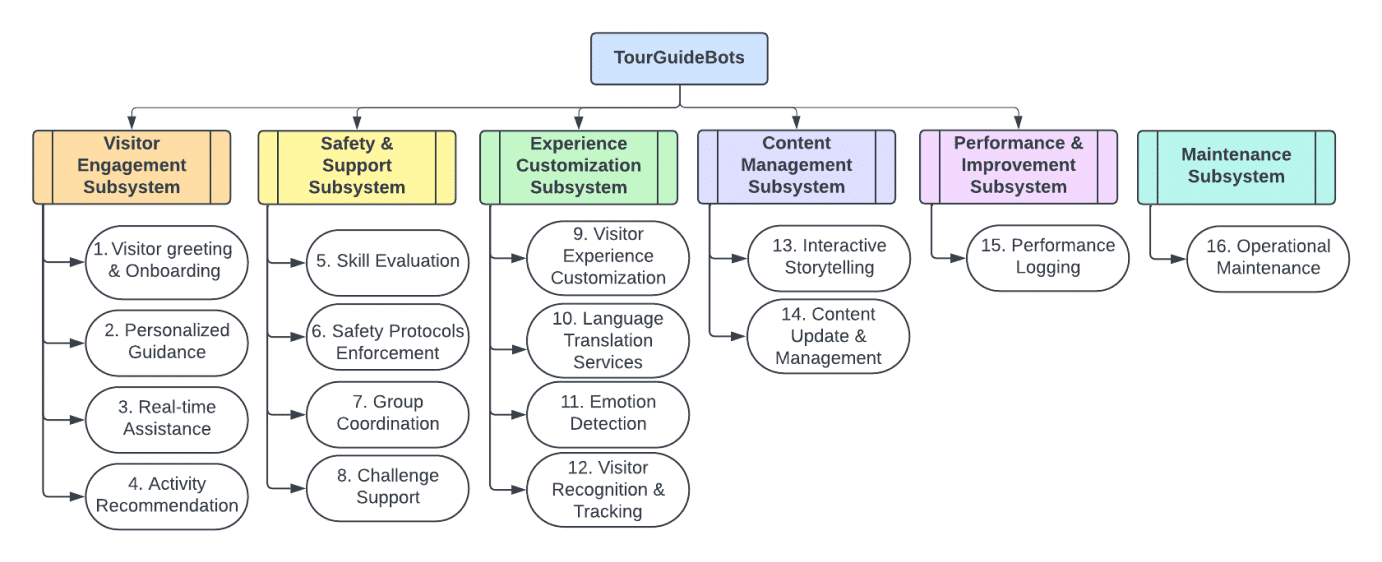 TourGuideBots
Visitor
Engagement
Subsystem
1. Visitor greeting
& Onboarding
2. Personalized
Guidance
3. Real-time
Assistance
4. Activity
Recommendation
Safety &
Support
Subsystem
5. Skill Evaluation
6. Safety Protocols
Enforcement
7. Group
Coordination
8. Challenge
Support
Experience
Customization
Subsystem
9. Visitor
Experience
Customization
10. Language
Translation
Services
11. Emotion
Detection
12. Visitor
Recognition &
Tracking
Content
Management
Subsystem
13. Interactive
Storytelling
14. Content
Update &
Management
Performance &
Improvement
Subsystem
15. Performance
Logging
Maintenance
Subsystem
16. Operational
Maintenance